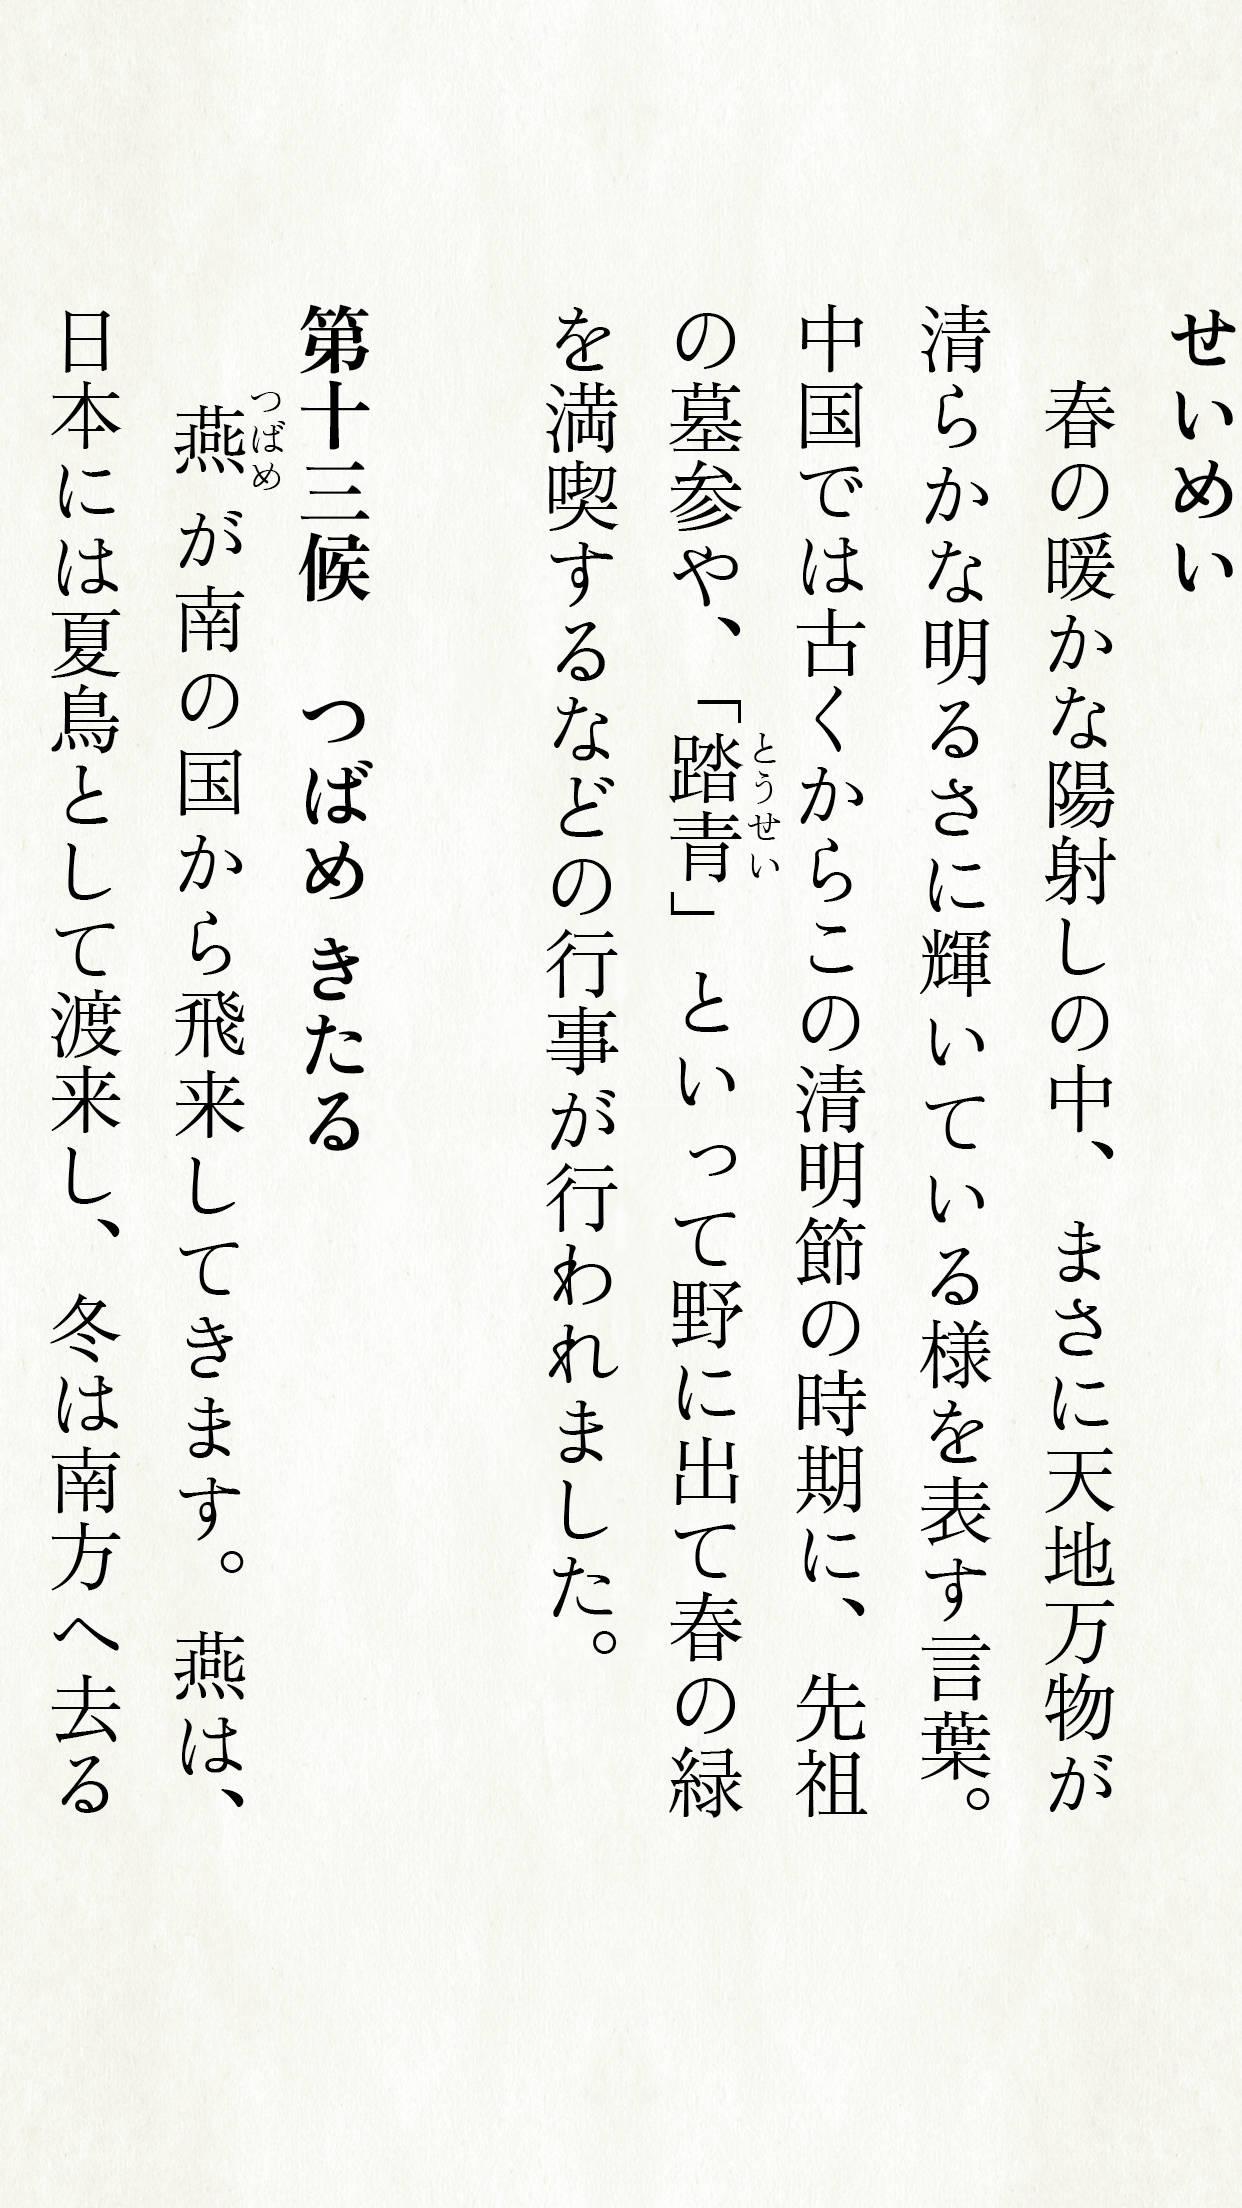 せいめい
　春の暖かな陽射しの中、まさに天地万物が
清らかな明るさに輝いている様を表す言葉。
中国では古くからこの清明節の時期に、先祖
の墓参や、「踏青」といって野に出て春の緑
とうせい
を満喫するなどの行事が行われました。
第十三候　つばめ きたる
　燕が南の国から飛来してきます。燕は、
つばめ
日本には夏鳥として渡来し、冬は南方へ去る